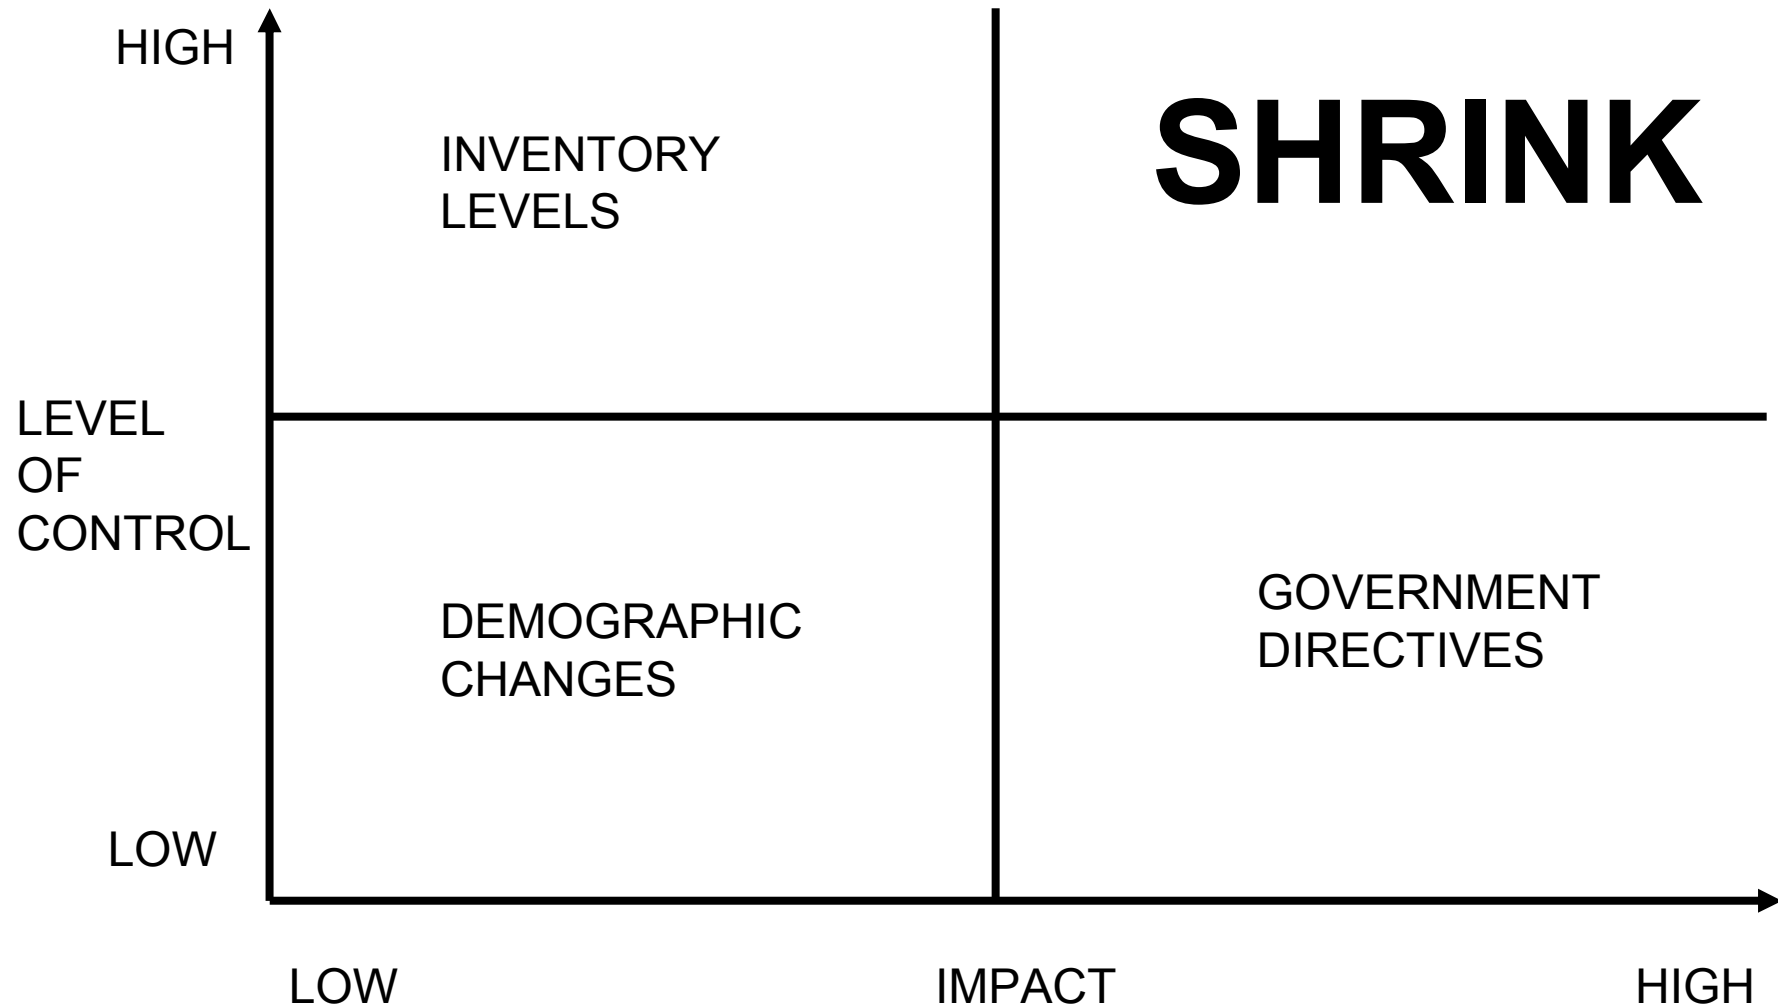 HIGH
INVENTORY
LEVELS
SHRINK
LEVEL
OF
CONTROL
DEMOGRAPHIC
CHANGES
GOVERNMENT
DIRECTIVES
LOW
LOW
IMPACT
HIGH